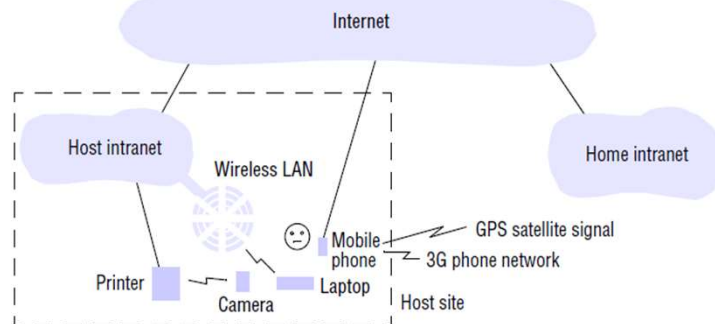 Internet
Host intranet
Wireless LAN
Home intranet
Mobile
phone
GPS satellite signal
3G phone network
Printer
Camera
Laptop
Host site